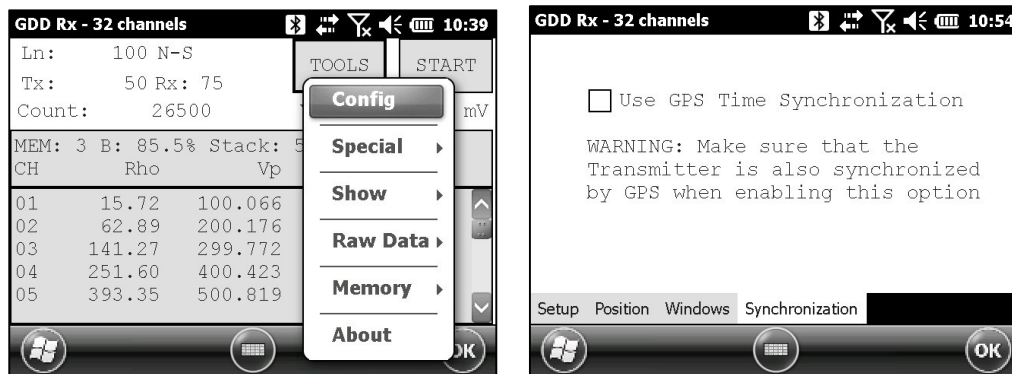 GDD Rx - 32 channels 10:39
Ln: 100 N-S
Tx: 50 Rx: 75
Count: 26500 mV
TOOLS START
MEM: 3 B: 85.5% Stack:
CH Rho Vp
01 15.72 100.066
02 62.89 200.176
03 141.27 299.772
04 251.60 400.423
05 393.35 500.819
Config
Special
Show
Raw Data
Memory
About
OK
GDD Rx - 32 channels 10:54
Use GPS Time Synchronization
WARNING: Make sure that the
Transmitter is also synchronized
by GPS when enabling this option
Setup Position Windows Synchronization
OK